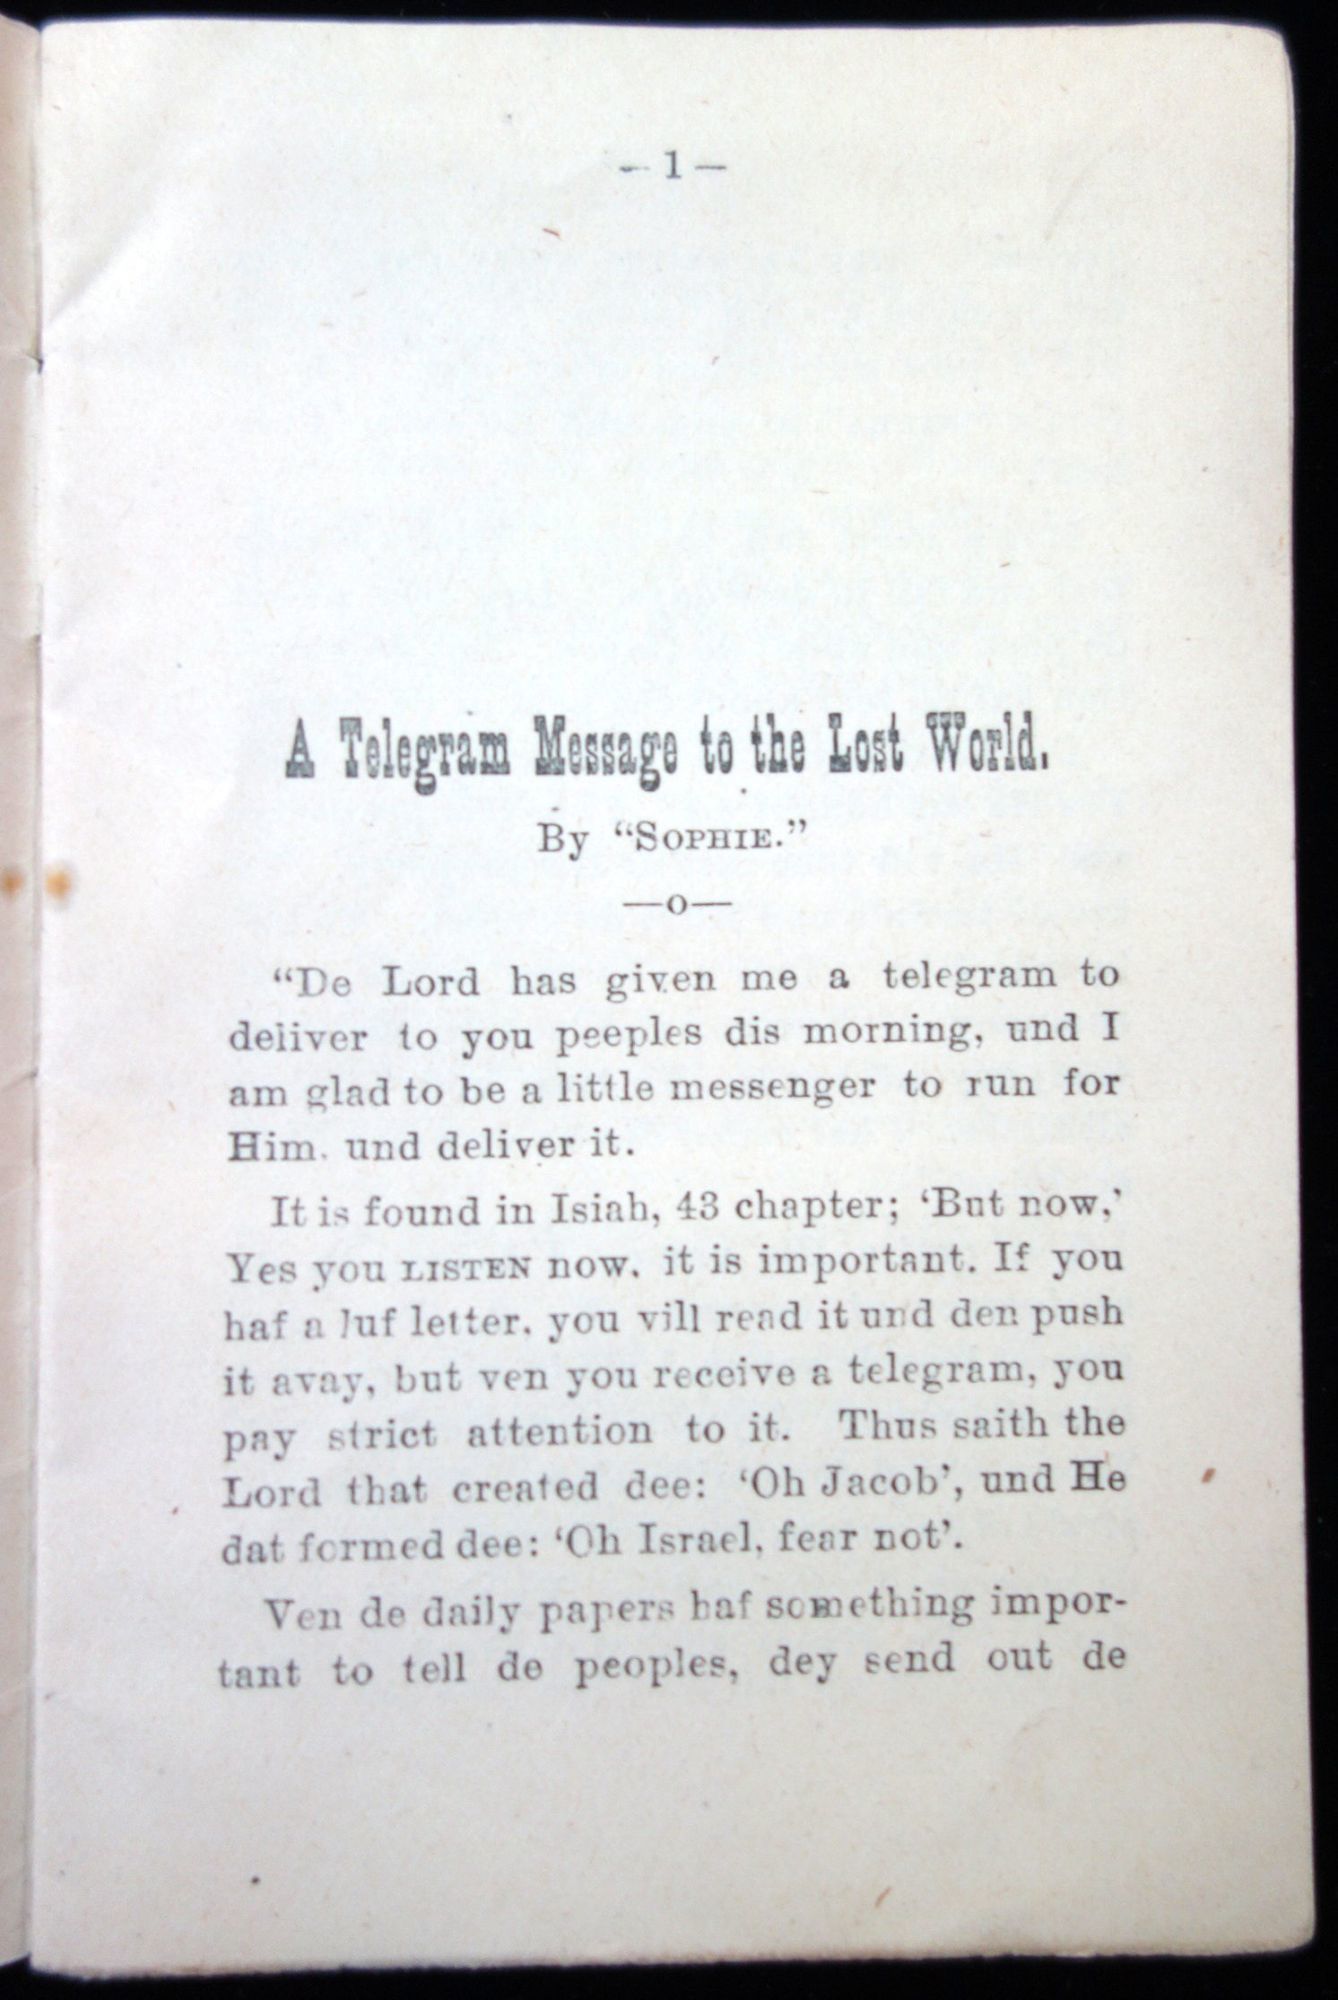 — 1 —
A Telegram Message to the Lost World.
By “SOPHIE.”
—o—
“De Lord has given me a telegram to
deliver to you peeples dis morning, und I
am glad to be a little messenger to run for
Him. und deliver it.
It is found in Isiah, 43 chapter; ‘But now,’
Yes you LISTEN now. it is important. If you
haf a luf letter. you vill read it und den push
it avay, but ven you receive a telegram, you
pay strict attention to it. Thus saith the
Lord that created dee: ‘Oh Jacob’, und He
dat formed dee: ‘Oh Israel, fear not’.
Ven de daily papers haf something impor-
tant to tell de peoples, dey send out de